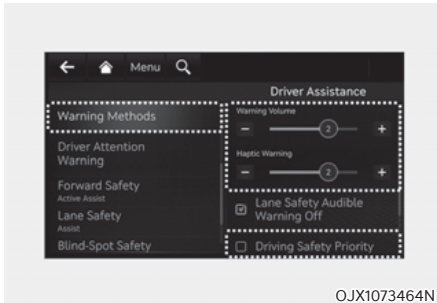 Menu
Driver Assistance
Warning Methods
Driver Attention
Warning
Forward Safety
Active Assist
Lane Safety
Assist
Blind-Spot Safety
Warning Volume
− 2 +
Haptic Warning
− 2 +
Lane Safety Audible
Warning Off
Driving Safety Priority
OJX1073464N